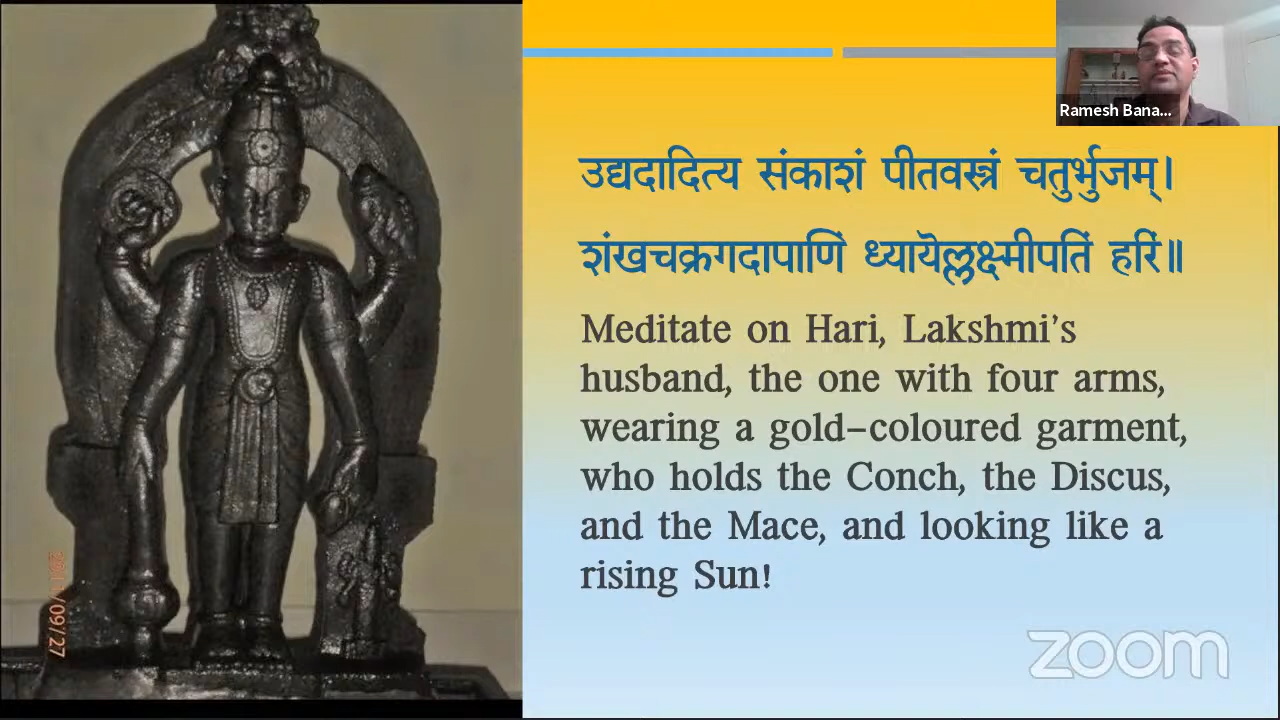 Ramesh Bana...
उद्यदादित्य संकाशं पीतवस्त्रं चतुर्भुजम्।
शंखचक्रगदापाणिं ध्यायेल्लक्ष्मीपतिं हरिं॥
Meditate on Hari, Lakshmi's
husband, the one with four arms,
wearing a gold-coloured garment,
who holds the Conch, the Discus,
and the Mace, and looking like a
rising Sun!
zoom